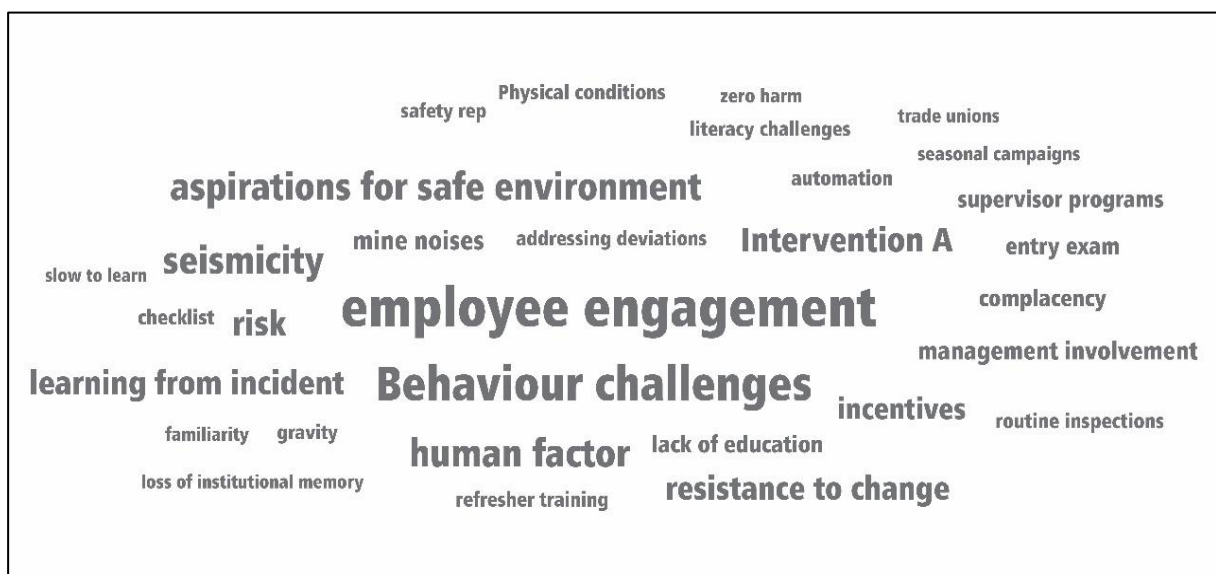 Physical conditions
zero harm
safety rep
trade unions
literacy challenges
seasonal campaigns
aspirations for safe environment
automation
supervisor programs
mine noises
addressing deviations
Intervention A
entry exam
seismicity
slow to learn
employee engagement
complacency
checklist
risk
management involvement
learning from incident
Behaviour challenges
incentives
routine inspections
familiarity
gravity
human factor
lack of education
loss of institutional memory
refresher training
resistance to change